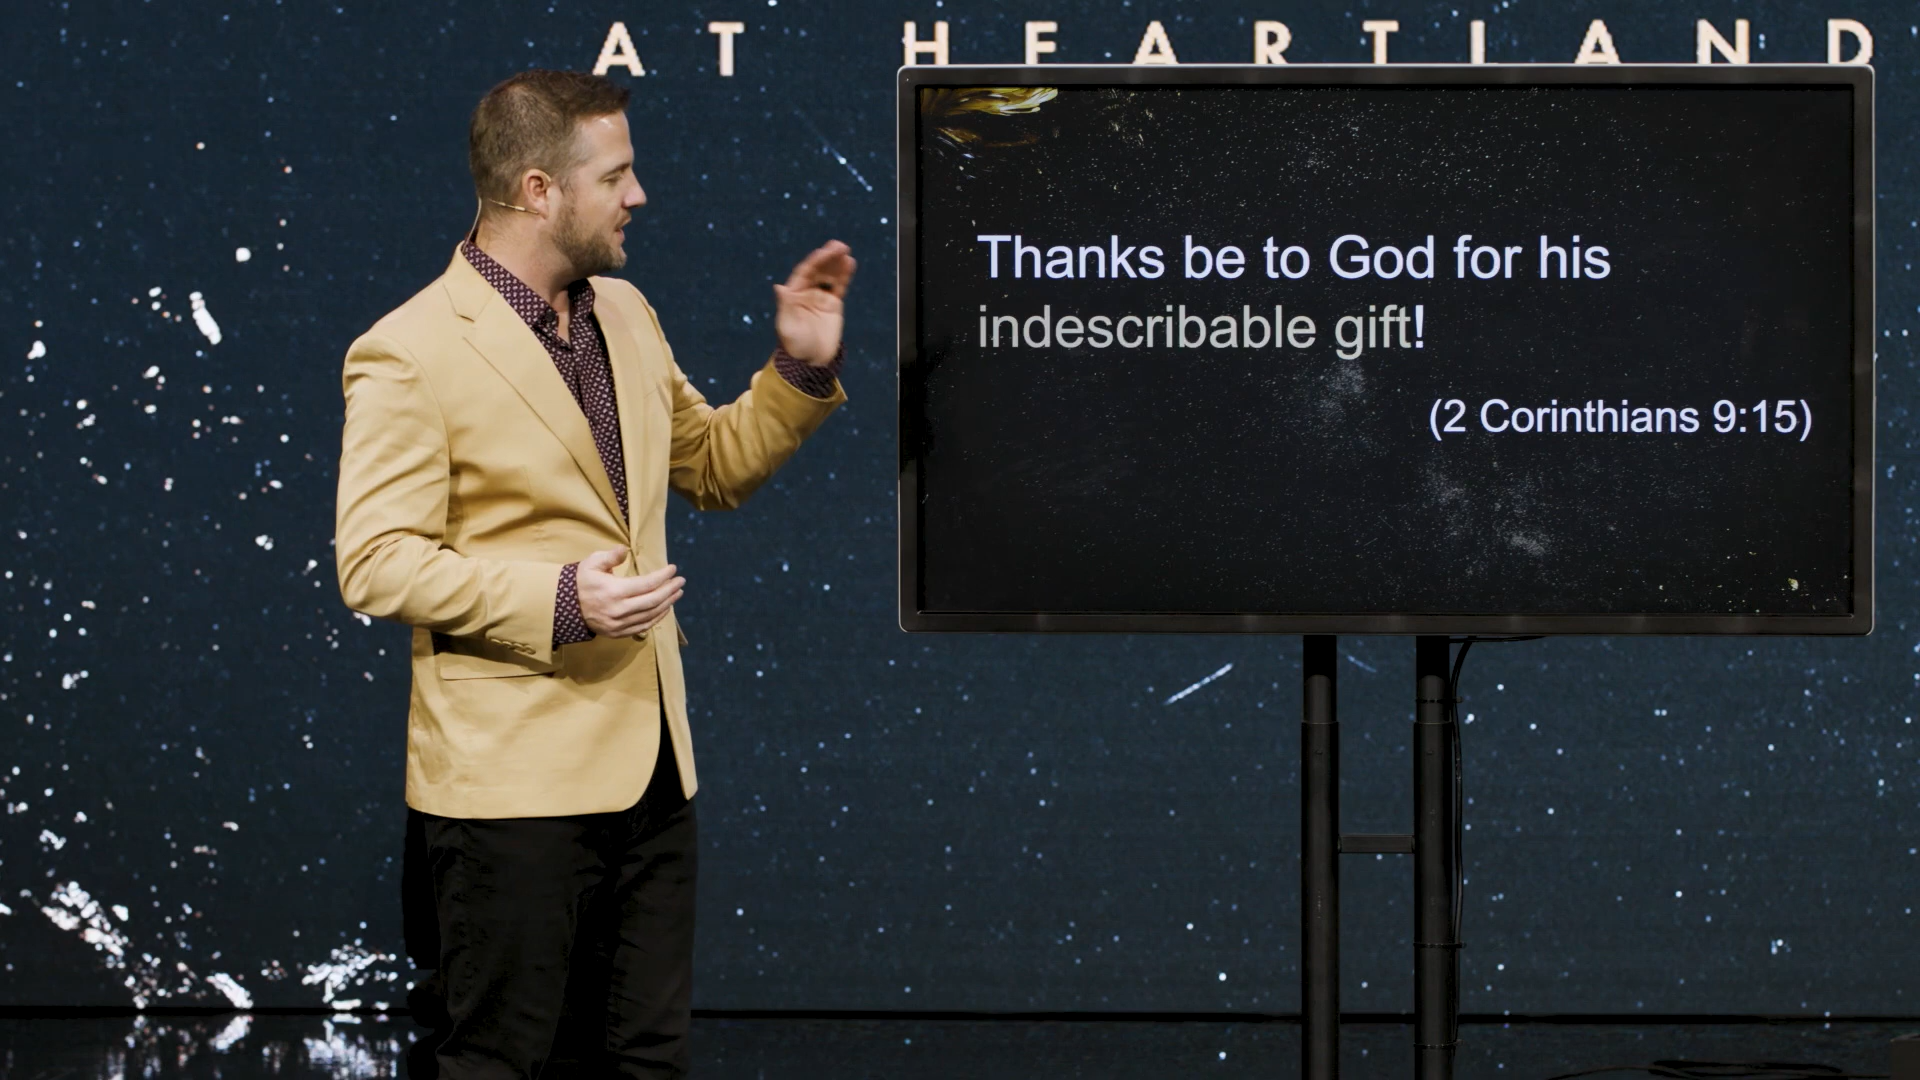 AT HEARTLAND
Thanks be to God for his
indescribable gift!
(2 Corinthians 9:15)